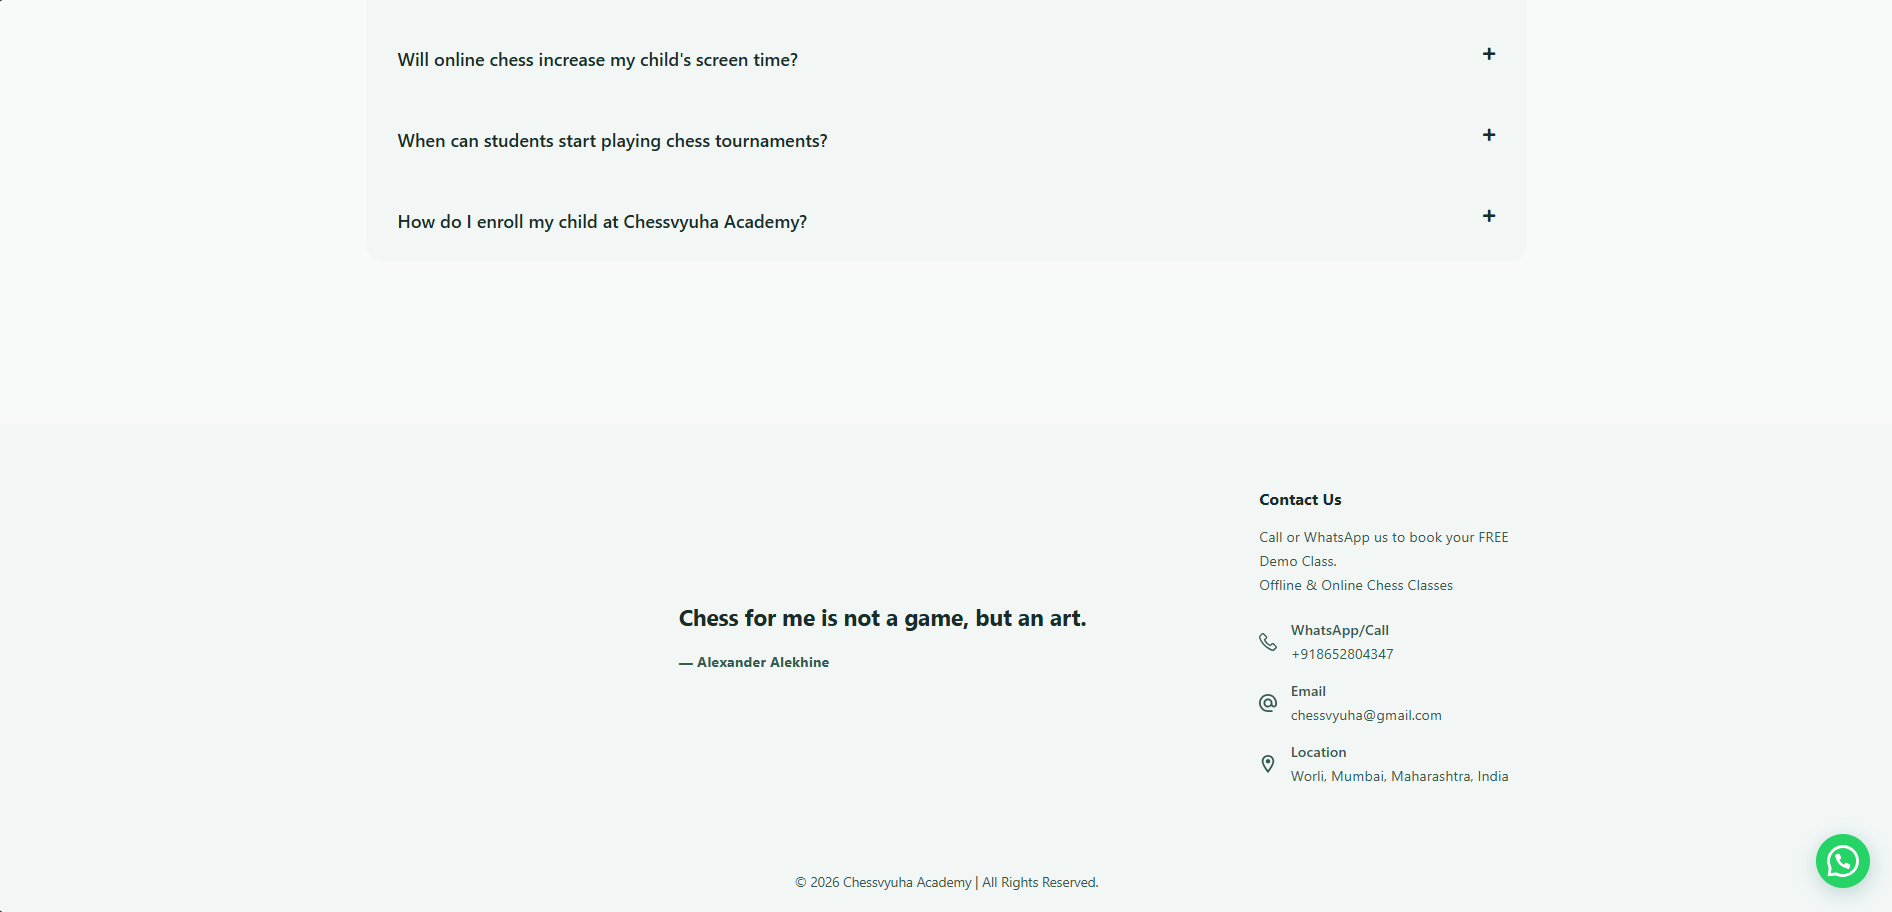 Will online chess increase my child's screen time?
+
When can students start playing chess tournaments?
+
How do I enroll my child at Chessvyuha Academy?
+
Chess for me is not a game, but an art.
— Alexander Alekhine
Contact Us
Call or WhatsApp us to book your FREE
Demo Class.
Offline & Online Chess Classes
WhatsApp/Call
+918652804347
Email
chessvyuha@gmail.com
Location
Worli, Mumbai, Maharashtra, India
© 2026 Chessvyuha Academy | All Rights Reserved.